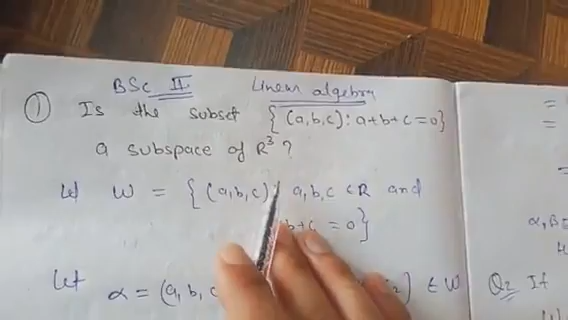 BSc II Linear algebra
① Is the subset {(a,b,c): a+b+c=0}
a subspace of R³?
Let W = {(a,b,c): a,b,c ∈ R and
b+c = 0}
Let α = (a, b, c ∈ W
=
=
α, β
Q2 If